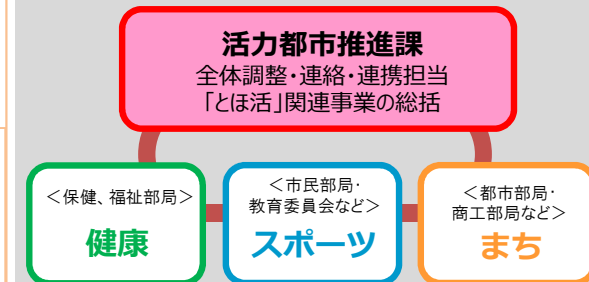 活力都市推進課
全体調整・連絡・連携担当
「とほ活」関連事業の総括
＜保健、福祉部局＞
健康
＜市民部局・
教育委員会など＞
スポーツ
＜都市部局・
商工部局など＞
まち